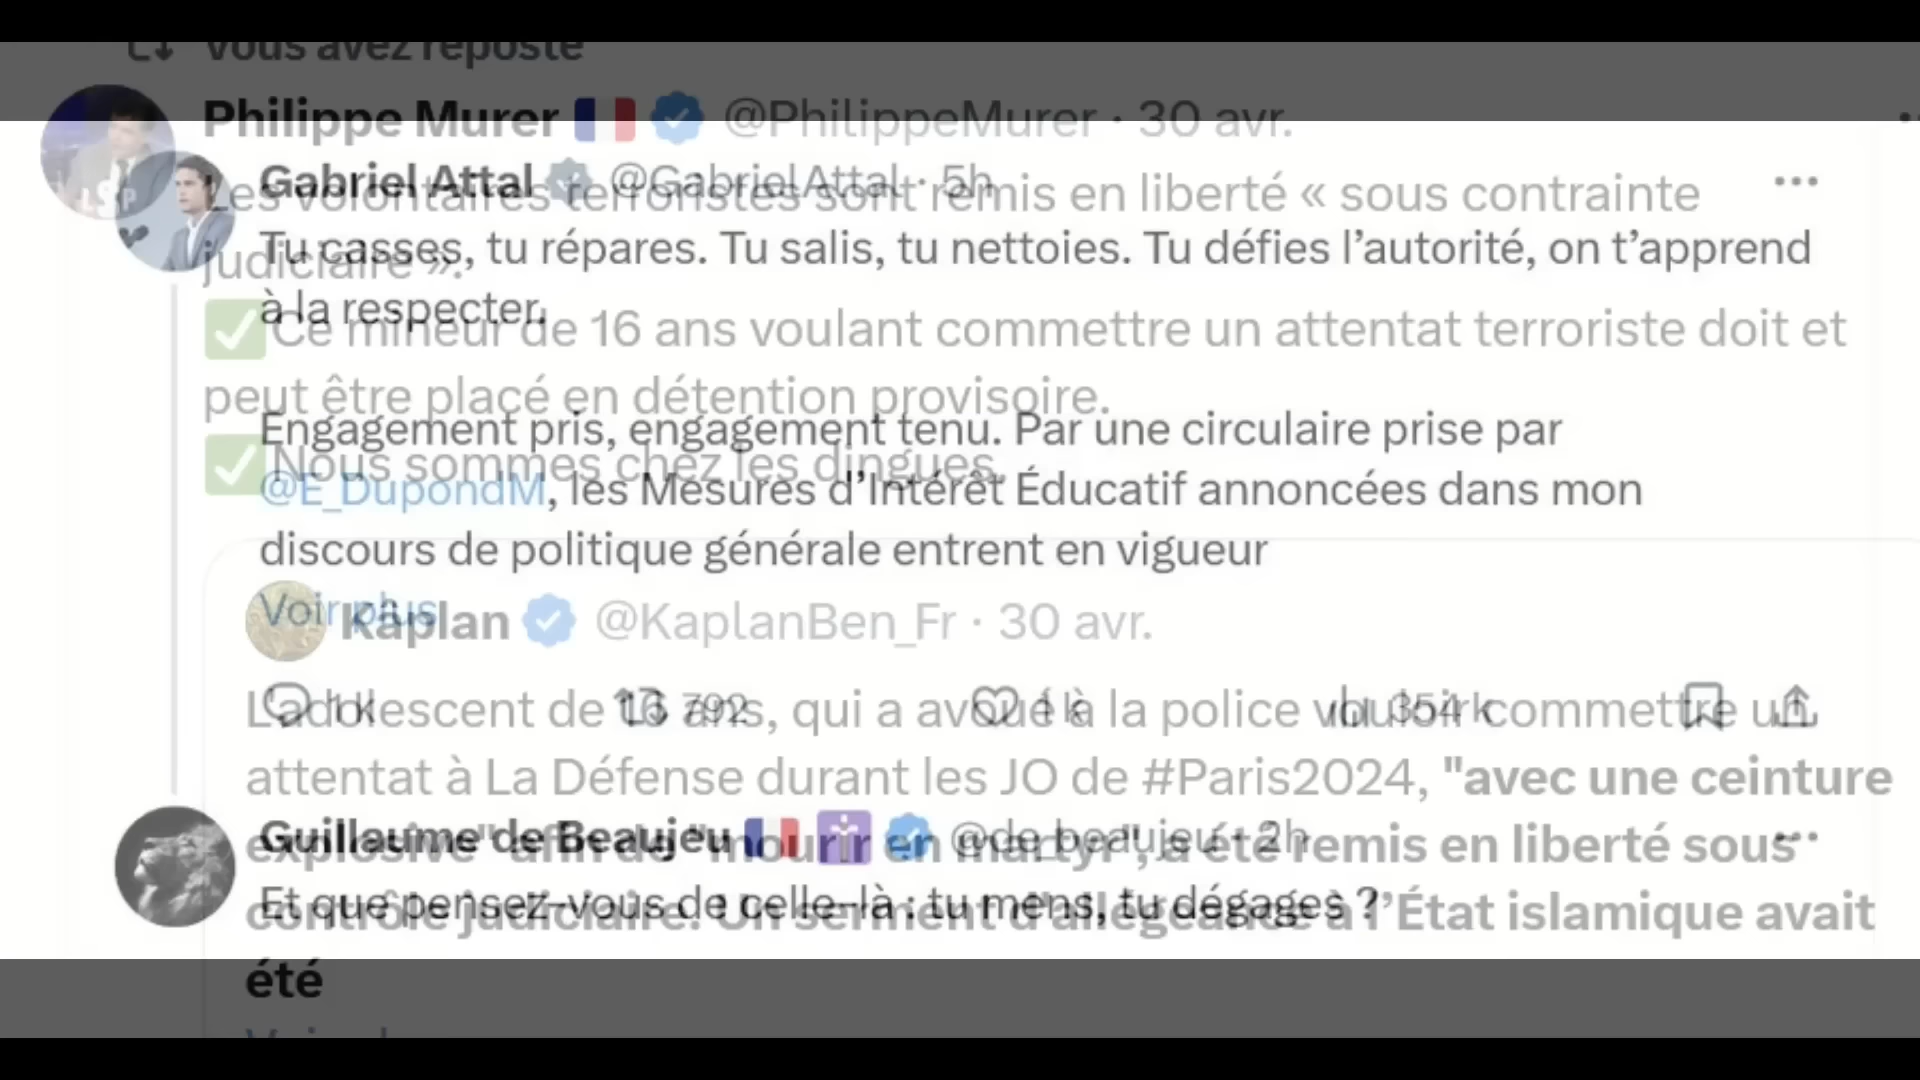 Vous avez reposté
Philippe Murer @PhilippeMurer · 30 avr.
Les volontaires terroristes sont remis en liberté « sous contrainte
judiciaire ».
Ce mineur de 16 ans voulant commettre un attentat terroriste doit et
peut être placé en détention provisoire.
Nous sommes chez les dingues.
Kaplan @KaplanBen_Fr · 30 avr.
L'adolescent de 16 ans, qui a avoué à la police vouloir commettre un
attentat à La Défense durant les JO de #Paris2024, "avec une ceinture
explosive" afin de "mourir en martyr", a été remis en liberté sous
contrôle judiciaire. Un serment d'allégeance à l'État islamique avait
été
Gabriel Attal @GabrielAttal · 5h
Tu casses, tu répares. Tu salis, tu nettoies. Tu défies l’autorité, on t’apprend
à la respecter.
Engagement pris, engagement tenu. Par une circulaire prise par
@E_DupondM, les Mesures d’Intérêt Éducatif annoncées dans mon
discours de politique générale entrent en vigueur
Voir plus
1 k 792 1 k 354 k
Guillaume de Beaujeu @de_beaujeu · 2h
Et que pensez-vous de celle-là : tu mens, tu dégages ?